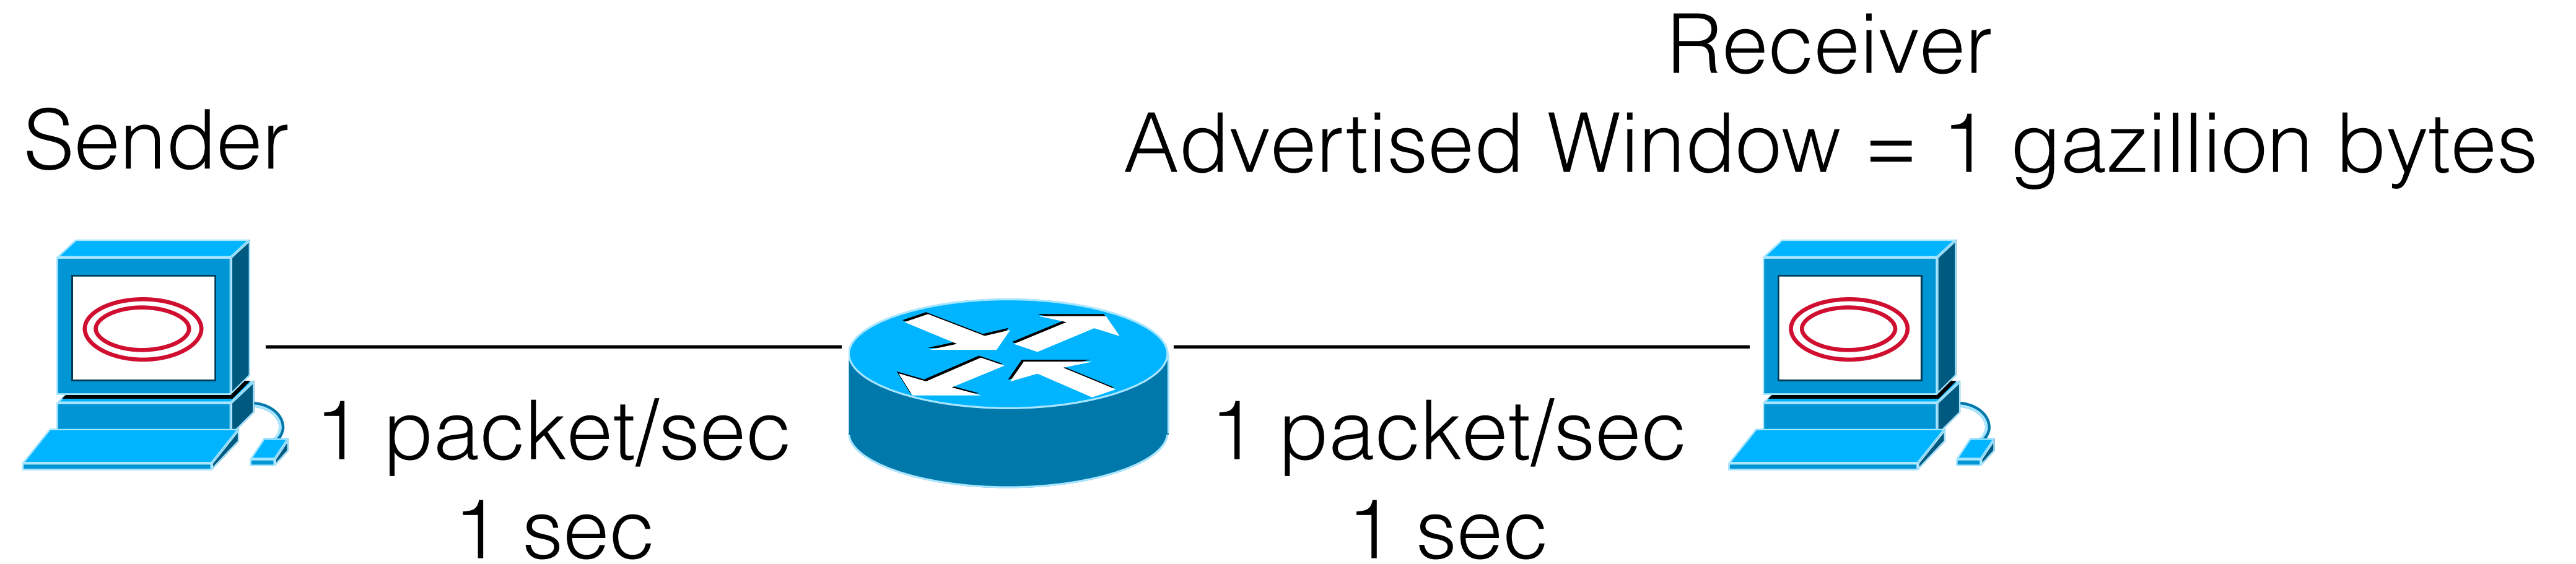 Receiver
Sender
Advertised Window = 1 gazillion bytes
1 packet/sec
1 sec
1 packet/sec
1 sec